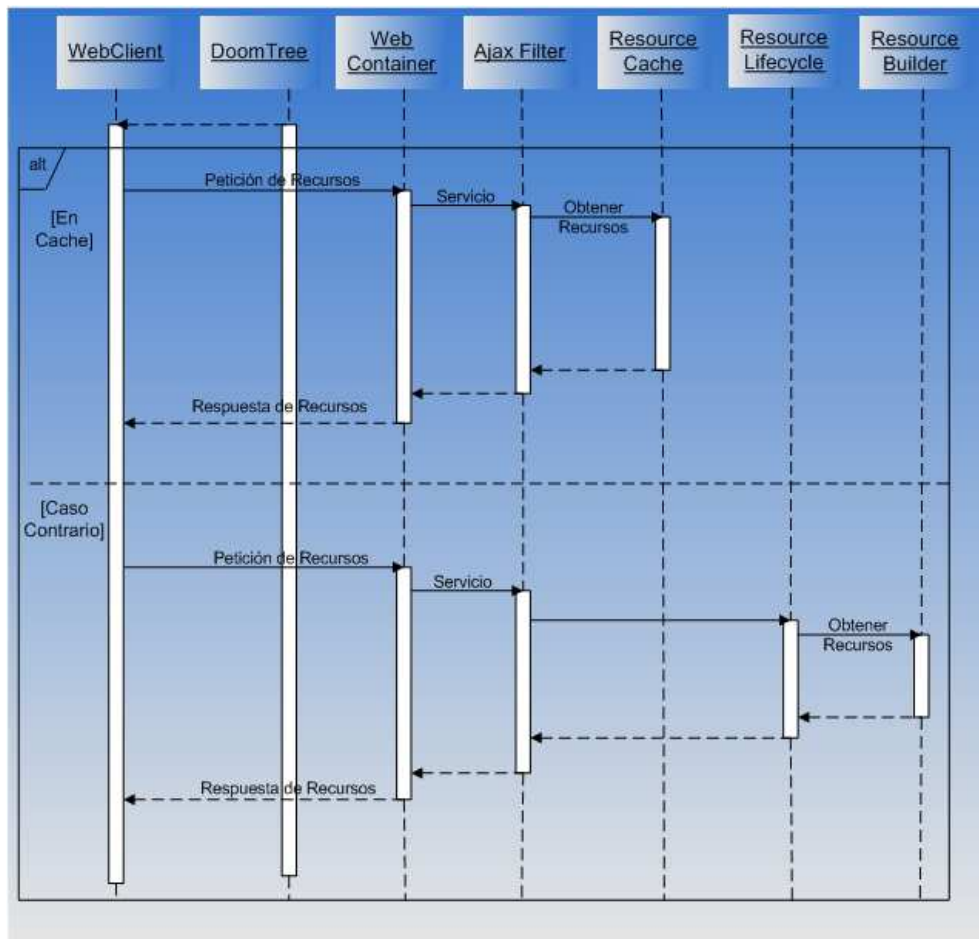 WebClient
DoomTree
Web
Container
Ajax Filter
Resource
Cache
Resource
Lifecycle
Resource
Builder
alt
Petición de Recursos
Servicio
Obtener
Recursos
[En
Cache]
Respuesta de Recursos
[Caso
Contrario]
Petición de Recursos
Servicio
Obtener
Recursos
Respuesta de Recursos